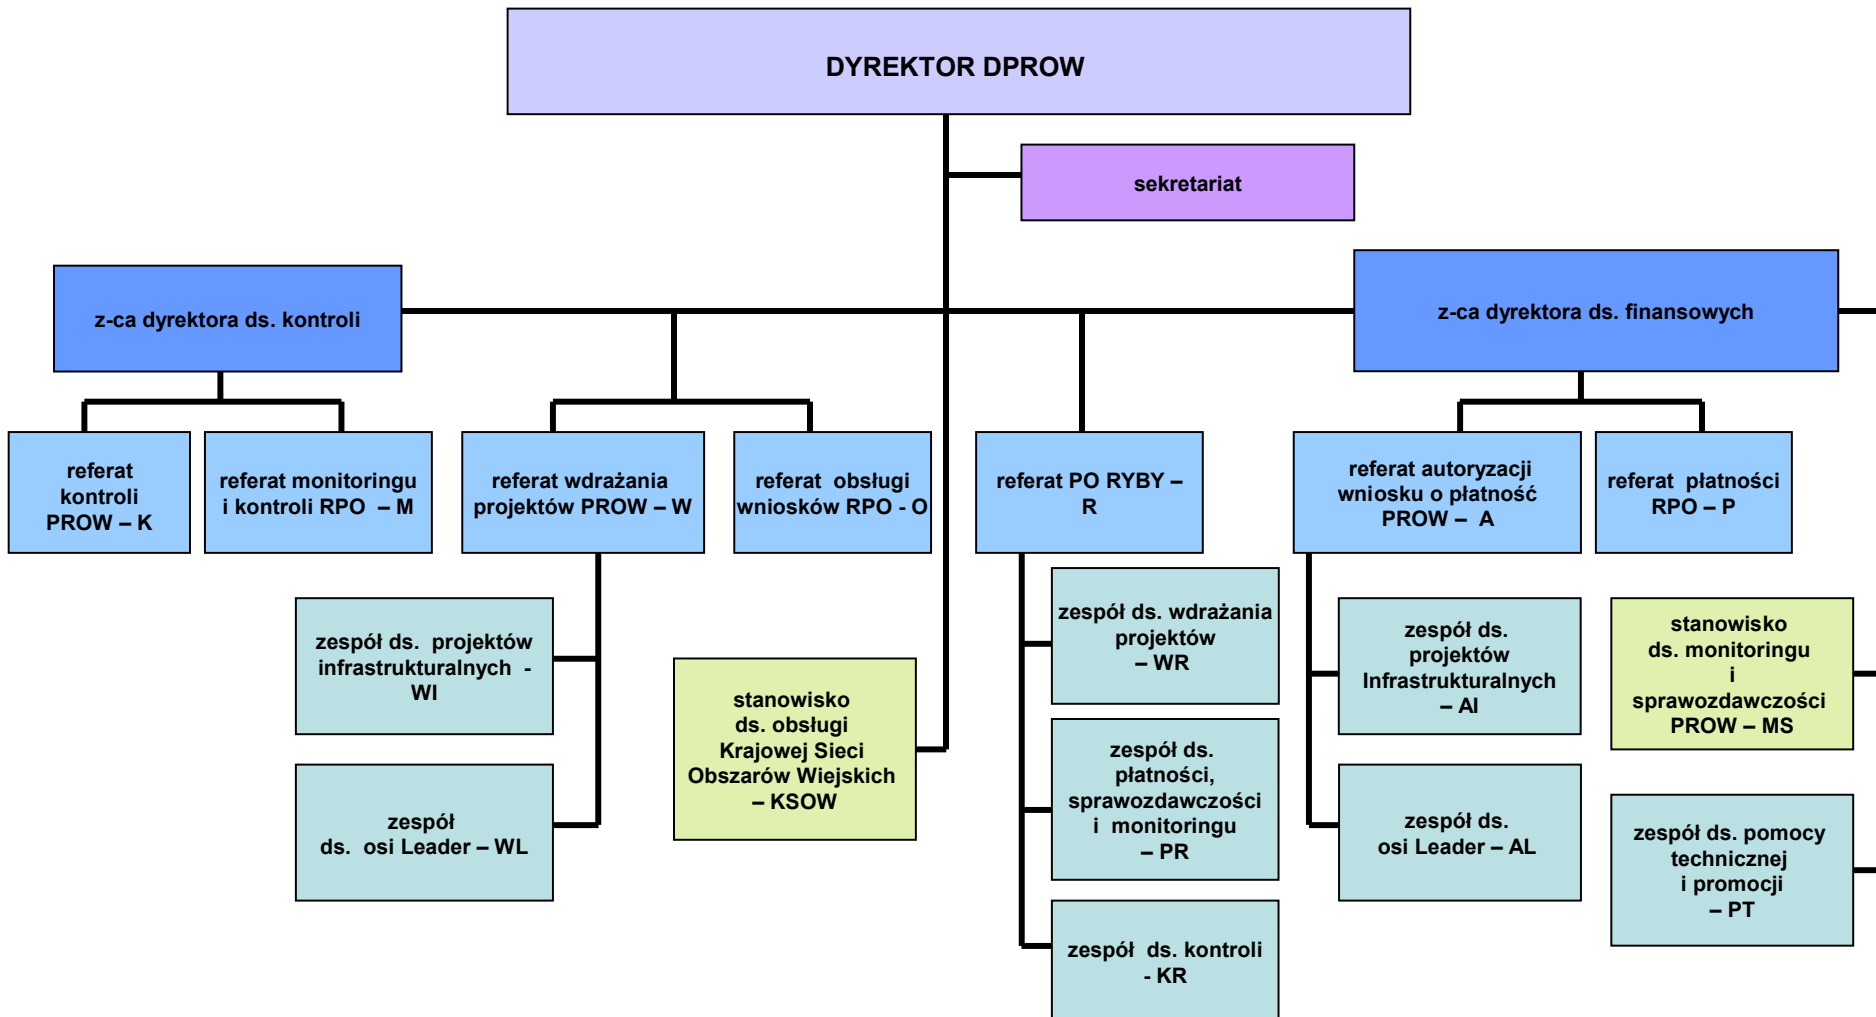 DYREKTOR DPROW
sekretariat
z-ca dyrektora ds. kontroli
z-ca dyrektora ds. finansowych
referat
kontroli
PROW – K
referat monitoringu
i kontroli RPO – M
referat wdrażania
projektów PROW – W
referat obsługi
wniosków RPO - O
referat PO RYBY –
R
referat autoryzacji
wniosku o płatność
PROW – A
referat płatności
RPO – P
zespół ds. projektów
infrastrukturalnych -
WI
zespół
ds. osi Leader – WL
stanowisko
ds. obsługi
Krajowej Sieci
Obszarów Wiejskich
– KSOW
zespół ds. wdrażania
projektów
– WR
zespół ds.
płatności,
sprawozdawczości
i monitoringu
– PR
zespół ds. kontroli
- KR
zespół ds.
projektów
Infrastrukturalnych
– AI
zespół ds.
osi Leader – AL
stanowisko
ds. monitoringu
i
sprawozdawczości
PROW – MS
zespół ds. pomocy
technicznej
i promocji
– PT